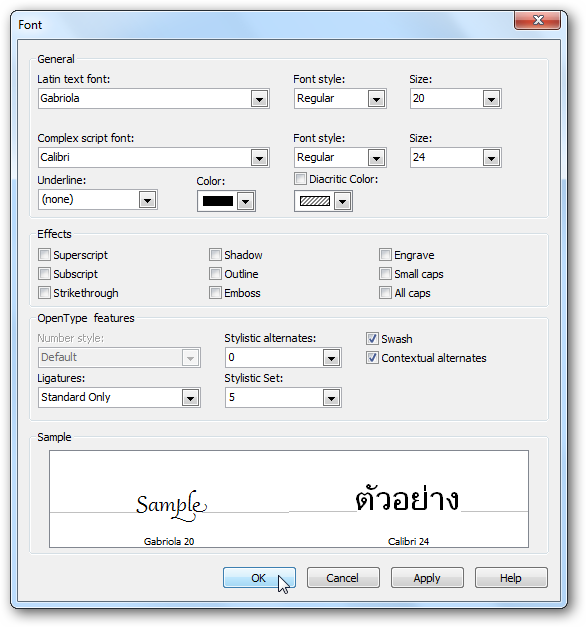 Font
General
Latin text font: Font style: Size:
Gabriola Regular 20
Complex script font: Font style: Size:
Calibri Regular 24
Underline: Color: Diacritic Color:
(none)
Effects
Superscript Shadow Engrave
Subscript Outline Small caps
Strikethrough Emboss All caps
OpenType features
Number style: Stylistic alternates: Swash
Default 0 Contextual alternates
Ligatures: Stylistic Set:
Standard Only 5
Sample
Sample ตัวอย่าง
Gabriola 20 Calibri 24
OK Cancel Apply Help